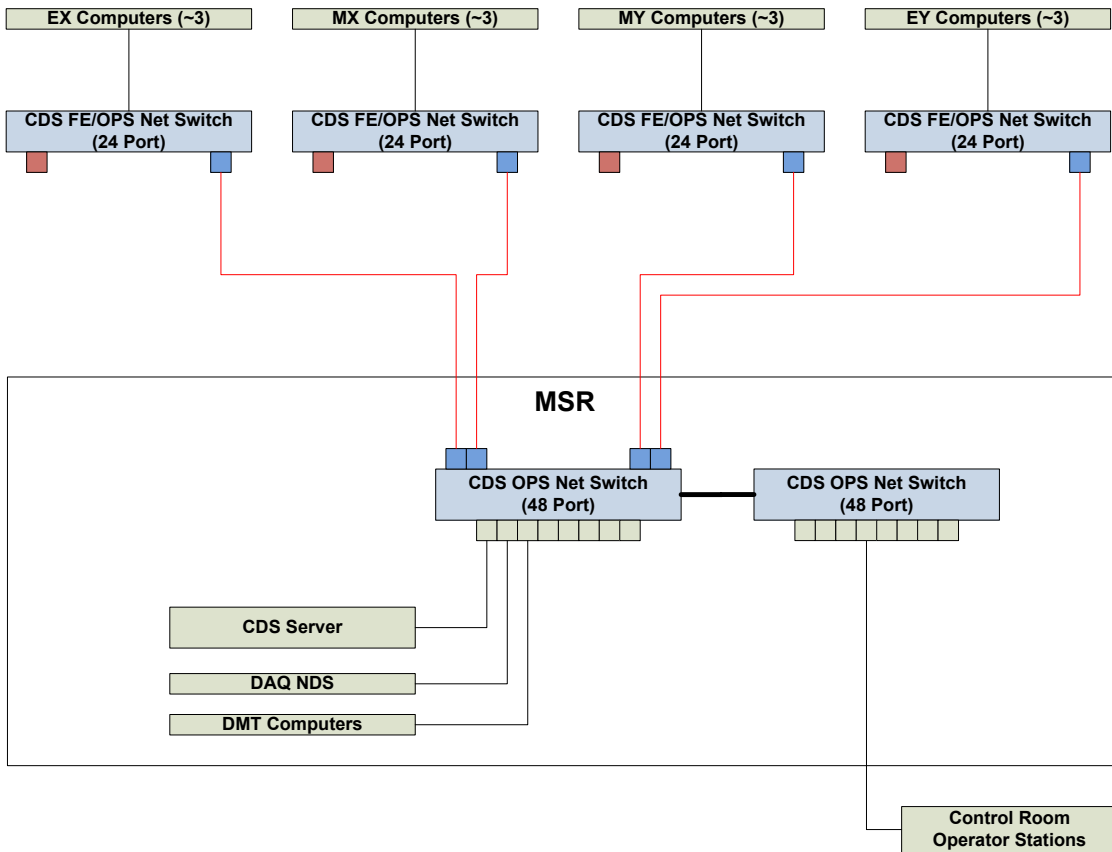 EX Computers (~3)
MX Computers (~3)
MY Computers (~3)
EY Computers (~3)
CDS FE/OPS Net Switch
(24 Port)
CDS FE/OPS Net Switch
(24 Port)
CDS FE/OPS Net Switch
(24 Port)
CDS FE/OPS Net Switch
(24 Port)
MSR
CDS OPS Net Switch
(48 Port)
CDS OPS Net Switch
(48 Port)
CDS Server
DAQ NDS
DMT Computers
Control Room
Operator Stations